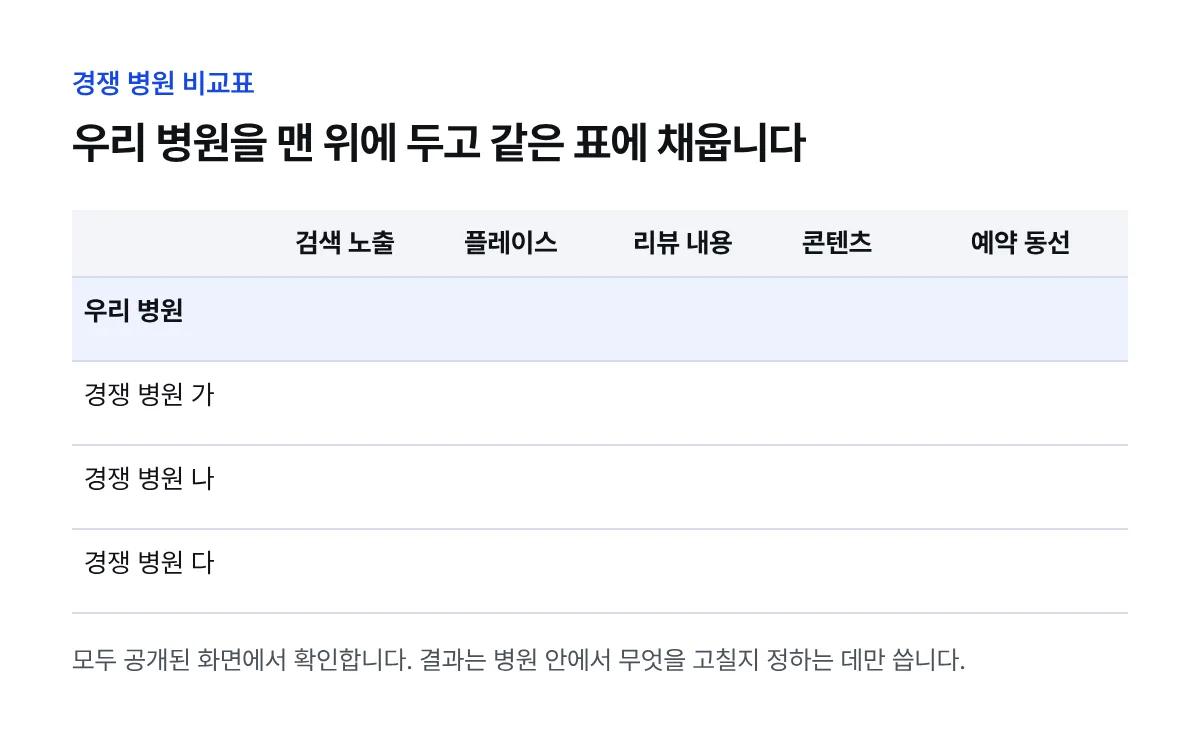 경쟁 병원 비교표
우리 병원을 맨 위에 두고 같은 표에 채웁니다
검색 노출 플레이스 리뷰 내용 콘텐츠 예약 동선
우리 병원
경쟁 병원 가
경쟁 병원 나
경쟁 병원 다
모두 공개된 화면에서 확인합니다. 결과는 병원 안에서 무엇을 고칠지 정하는 데만 씁니다.